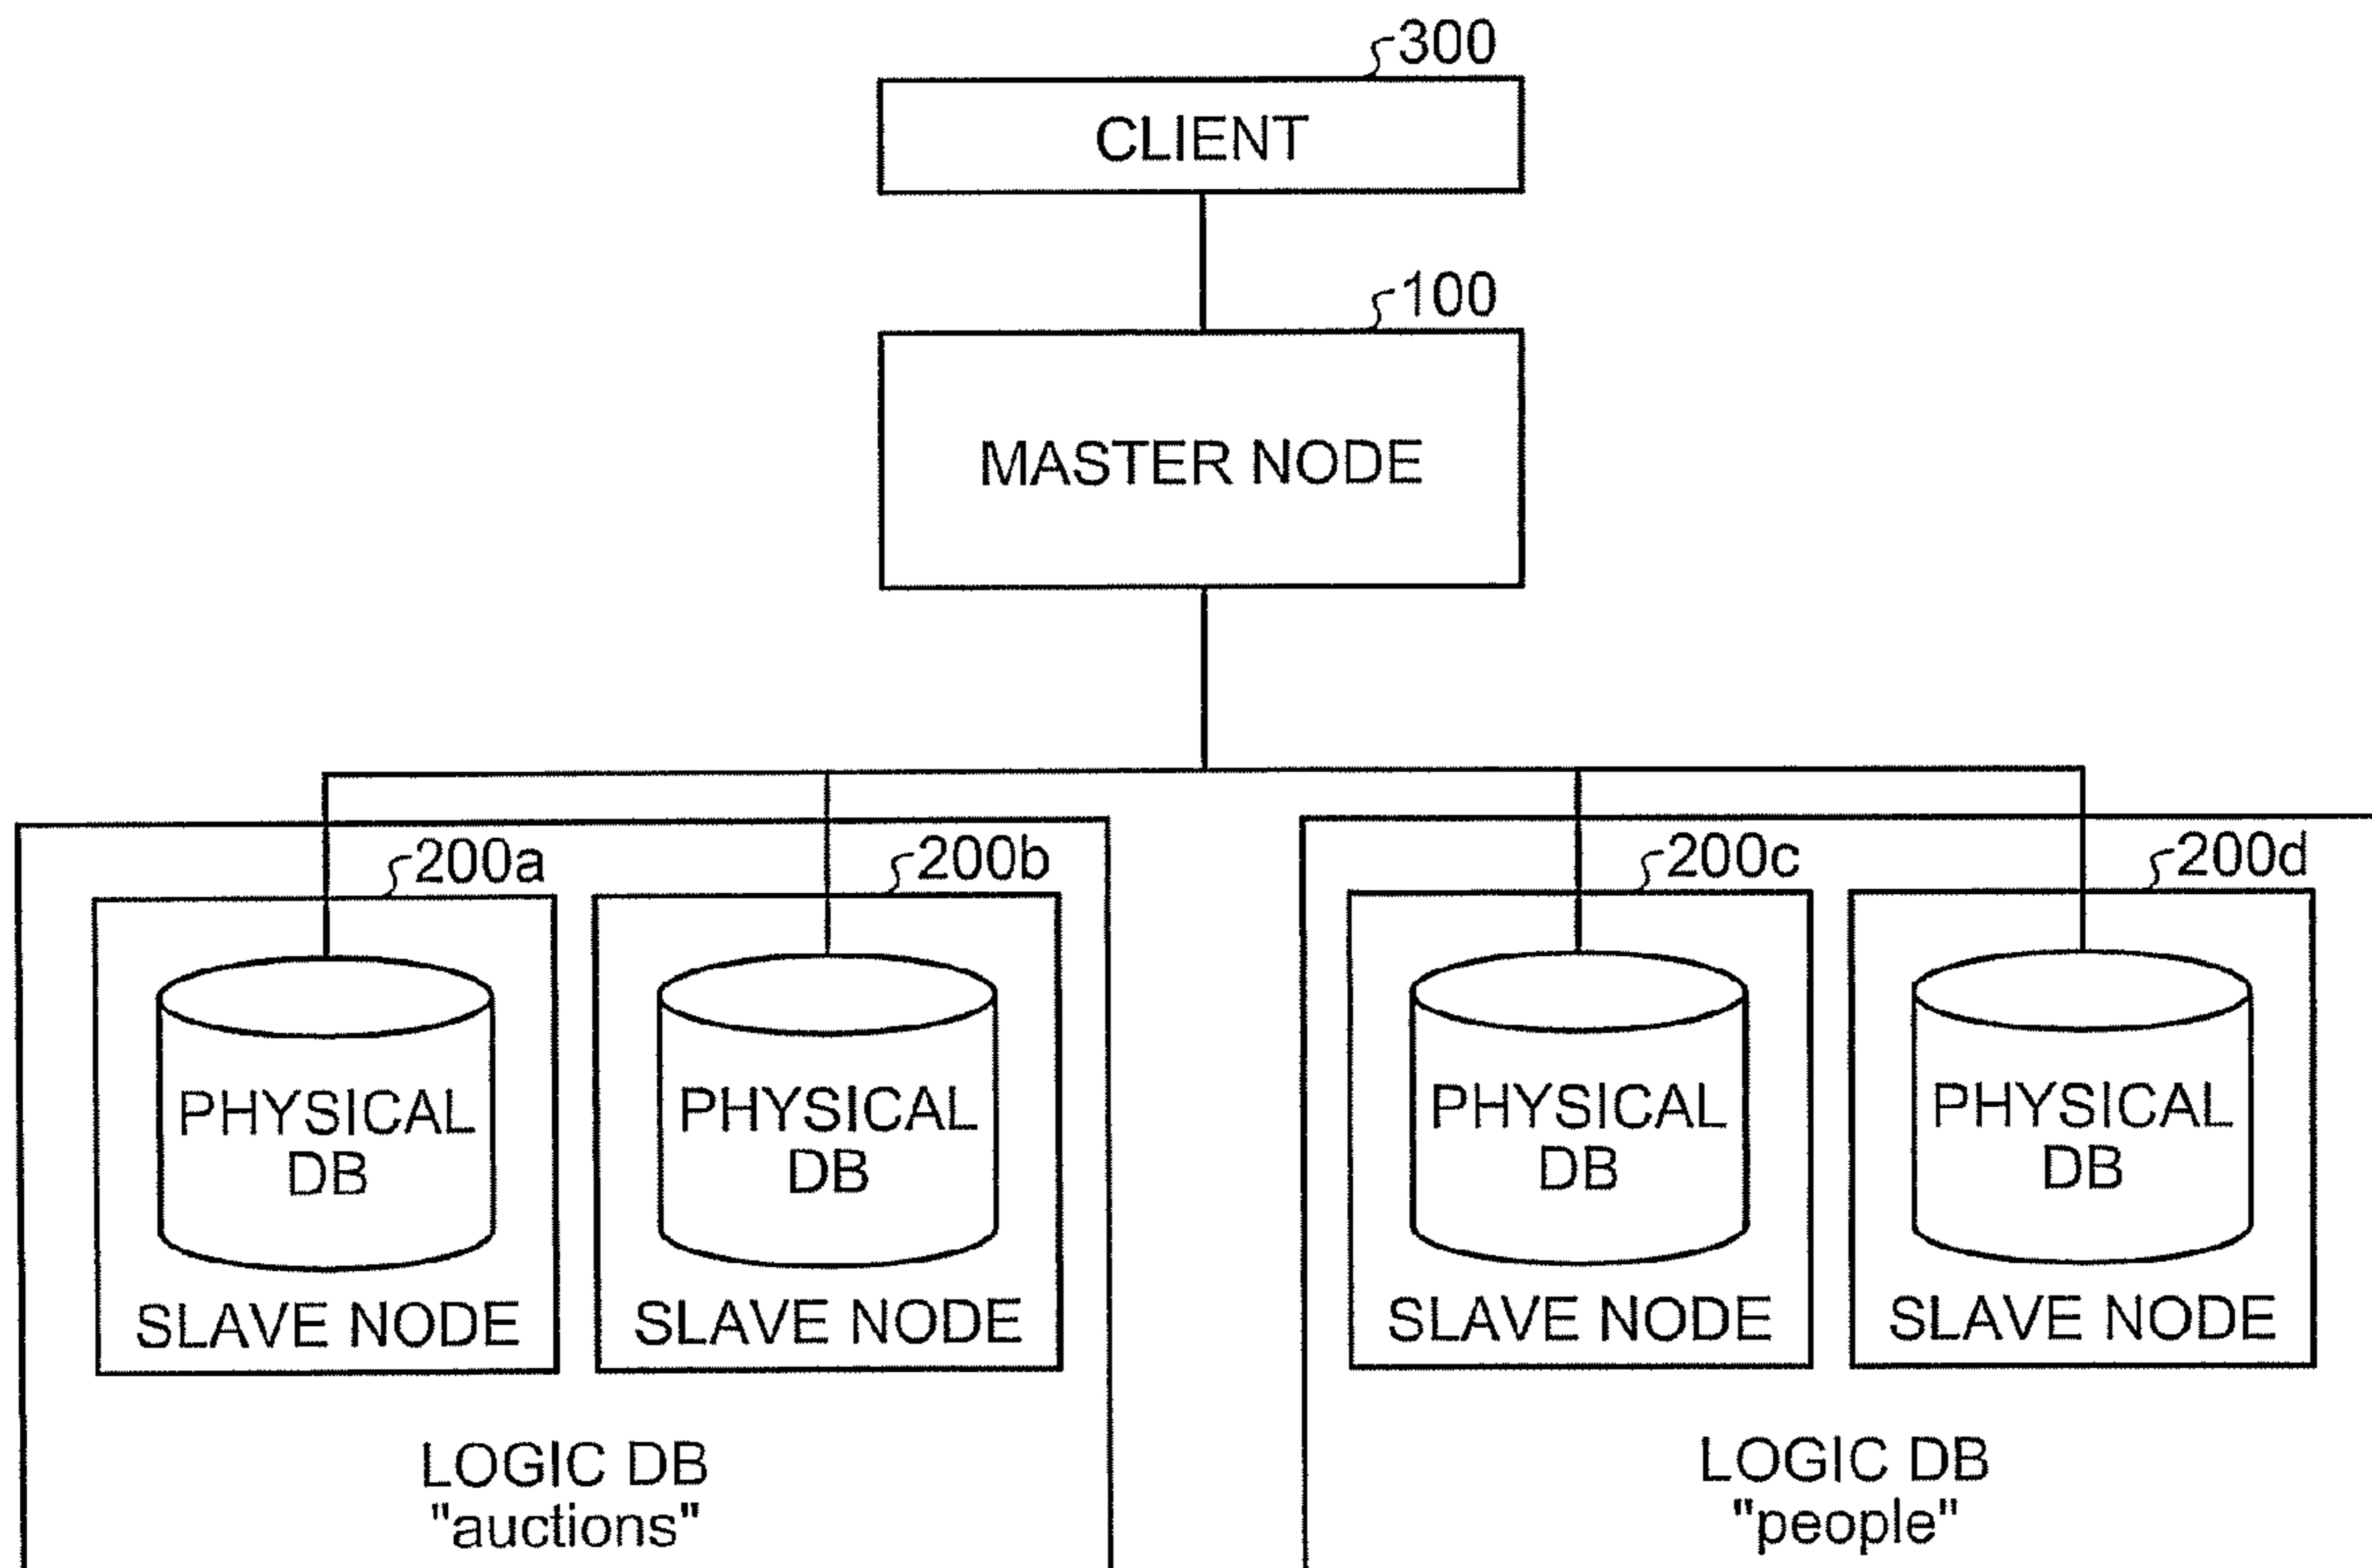 300
CLIENT
100
MASTER NODE
200a
200b
200c
200d
PHYSICAL
DB
PHYSICAL
DB
PHYSICAL
DB
PHYSICAL
DB
SLAVE NODE
SLAVE NODE
SLAVE NODE
SLAVE NODE
LOGIC DB
"auctions"
LOGIC DB
"people"